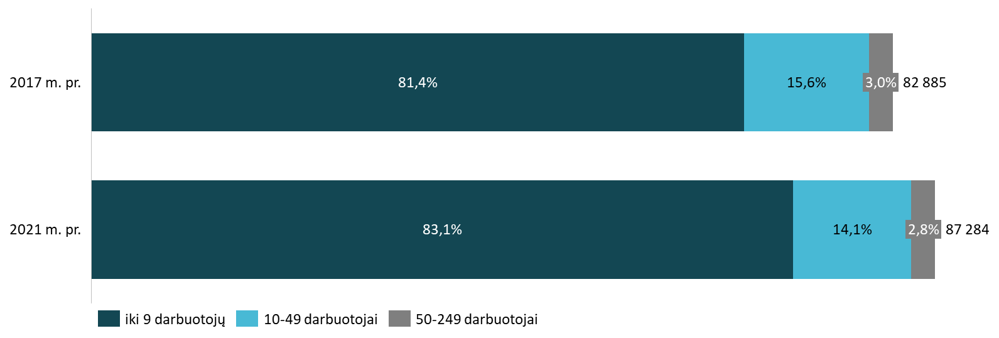 2017 m. pr. 81,4% 15,6% 3,0% 82 885
2021 m. pr. 83,1% 14,1% 2,8% 87 284
iki 9 darbuotojų 10-49 darbuotojai 50-249 darbuotojai